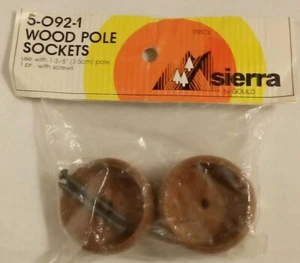 5-092-1
WOOD POLE
SOCKETS
use with 1-3/8" (3.5cm) pole
1 pr. with screws
PRICE
sierra
by GOULD